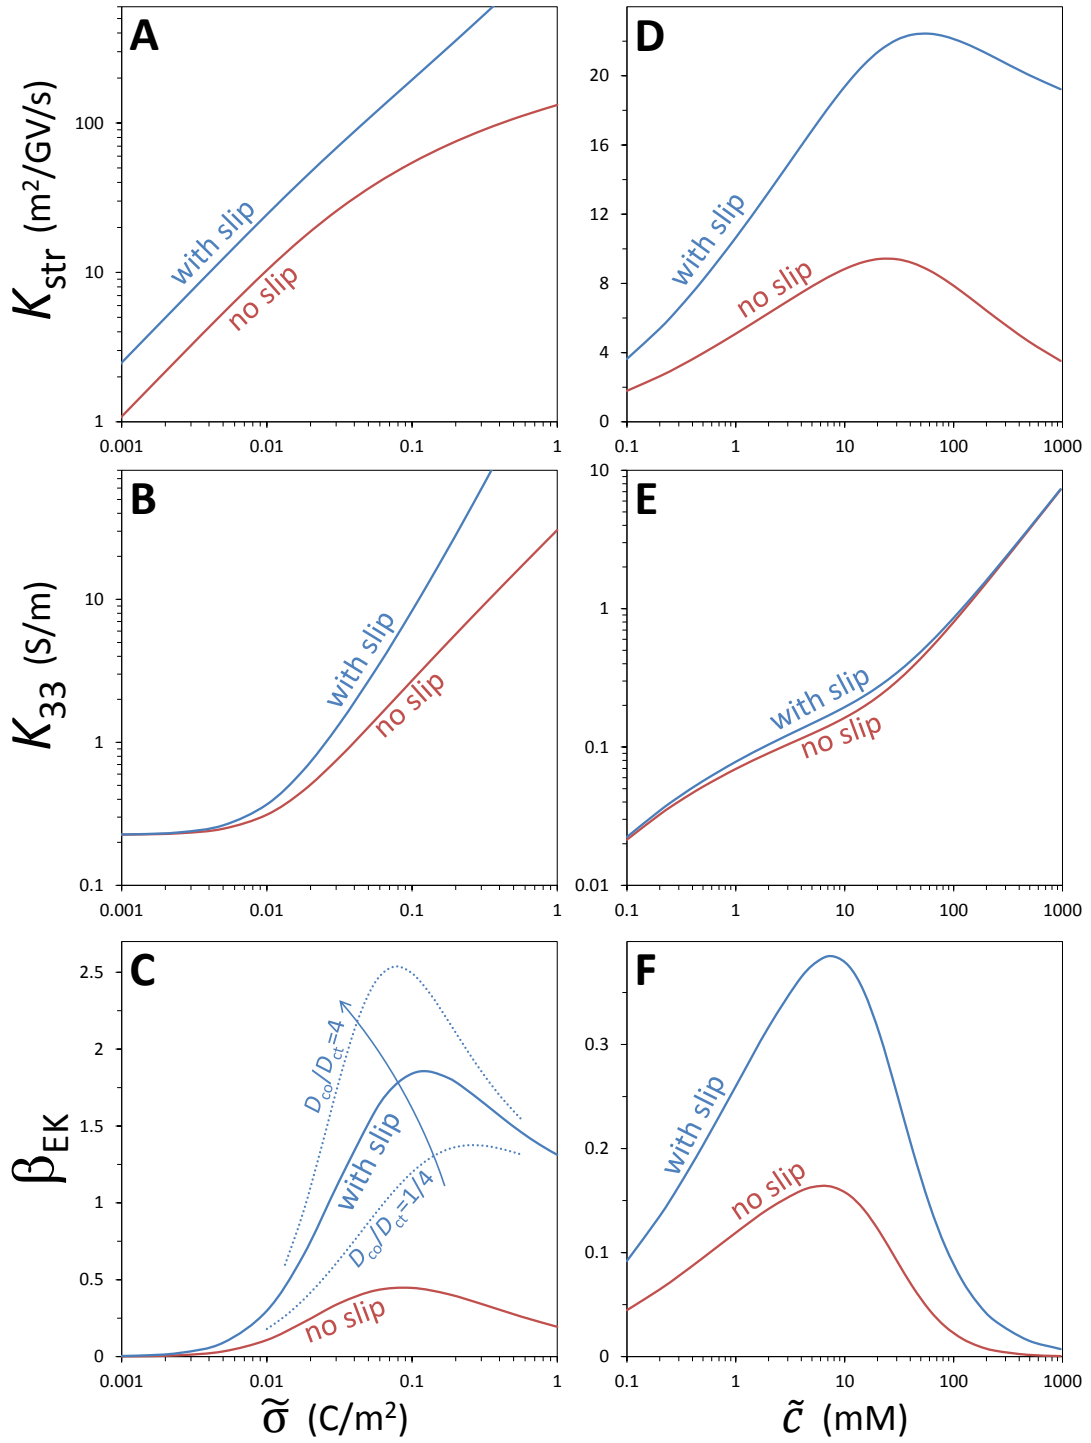 A
K_str (m²/GV/s)
100
10
1
with slip
no slip
0.001
0.01
0.1
1
D
22
18
16
12
8
4
0
with slip
no slip
0.1
1
10
100
1000
B
K₃₃ (S/m)
10
1
0.1
with slip
no slip
0.001
0.01
0.1
1
E
10
1
0.1
0.01
with slip
no slip
0.1
1
10
100
1000
C
β_EK
2.5
2
1.5
1
0.5
0
D_co/D_ct=4
with slip
D_co/D_ct=1/4
no slip
0.001
0.01
0.1
1
σ̃ (C/m²)
F
0.3
0.2
0.1
0
with slip
no slip
0.1
1
10
100
1000
c̃ (mM)